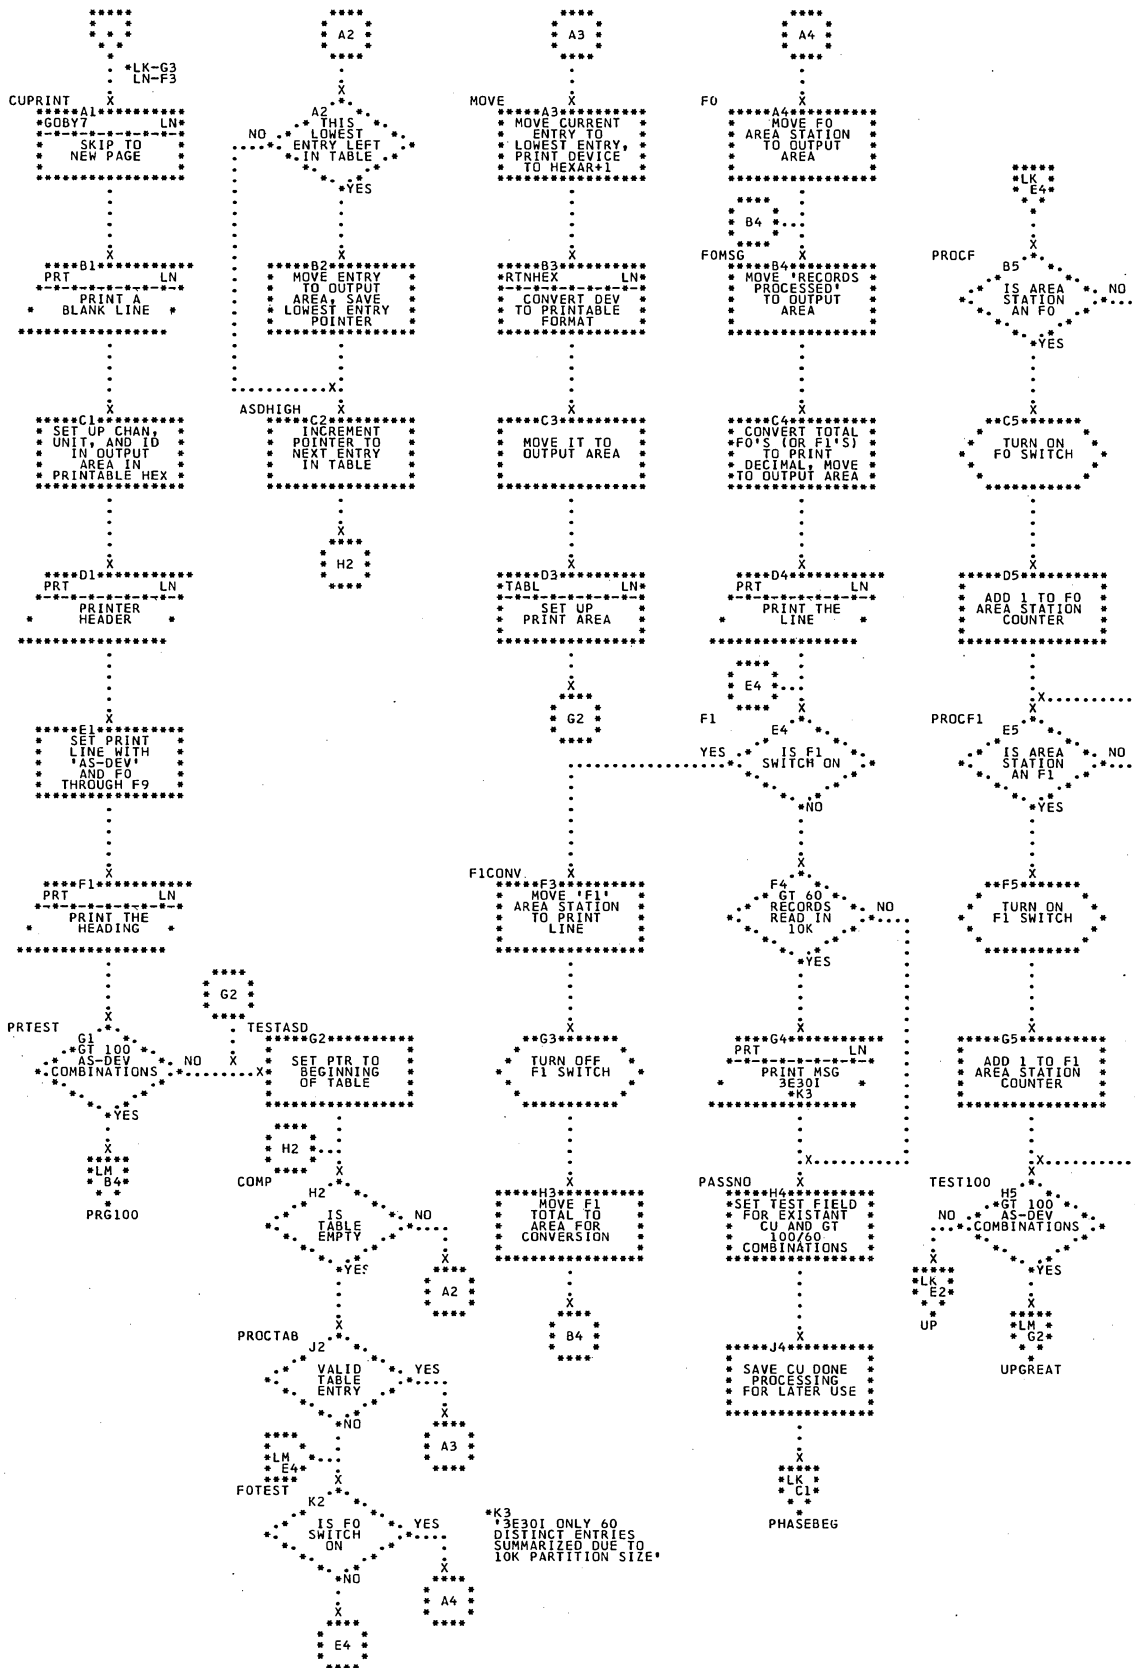 *LK-G3
LN-F3
CUPRINT
A1
*GOBY7 LN*
SKIP TO
NEW PAGE
B1
PRT LN
PRINT A
BLANK LINE
C1
SET UP CHAN,
UNIT, AND ID
IN OUTPUT
AREA IN
PRINTABLE HEX
D1
PRT LN
PRINTER
HEADER
E1
SET PRINT
LINE WITH
'AS-DEV'
AND F0
THROUGH F9
F1
PRT LN
PRINT THE
HEADING
PRTEST
G1
GT 100
AS-DEV
COMBINATIONS
NO
YES
LM
B4
PRG100
A2
A2
THIS
LOWEST
ENTRY LEFT
IN TABLE
NO
YES
B2
MOVE ENTRY
TO OUTPUT
AREA, SAVE
LOWEST ENTRY
POINTER
ASDHIGH
C2
INCREMENT
POINTER TO
NEXT ENTRY
IN TABLE
H2
G2
TESTASD
G2
SET PTR TO
BEGINNING
OF TABLE
H2
COMP
H2
IS
TABLE
EMPTY
NO
YES
A2
PROCTAB
J2
VALID
TABLE
ENTRY
YES
NO
A3
LM
E4
F0TEST
K2
IS F0
SWITCH
ON
YES
NO
A4
E4
A3
MOVE
A3
MOVE CURRENT
ENTRY TO
LOWEST ENTRY,
PRINT DEVICE
TO HEXAR+1
B3
*RTNHEX LN*
CONVERT DEV
TO PRINTABLE
FORMAT
C3
MOVE IT TO
OUTPUT AREA
D3
*TABL LN*
SET UP
PRINT AREA
G2
F1CONV
F3
MOVE 'F1'
AREA STATION
TO PRINT
LINE
G3
TURN OFF
F1 SWITCH
H3
MOVE F1
TOTAL TO
AREA FOR
CONVERSION
B4
*K3
'3E30I ONLY 60
DISTINCT ENTRIES
SUMMARIZED DUE TO
10K PARTITION SIZE'
A4
F0
A4
MOVE F0
AREA STATION
TO OUTPUT
AREA
B4
F0MSG
B4
MOVE 'RECORDS
PROCESSED'
TO OUTPUT
AREA
C4
CONVERT TOTAL
F0'S (OR F1'S)
TO PRINT
DECIMAL, MOVE
TO OUTPUT AREA
D4
PRT LN
PRINT THE
LINE
E4
F1
E4
IS F1
SWITCH ON
YES
NO
F4
GT 60
RECORDS
READ IN
10K
NO
YES
G4
PRT LN
PRINT MSG
3E30I
*K3
PASSNO
H4
SET TEST FIELD
FOR EXISTANT
CU AND GT
100/60
COMBINATIONS
J4
SAVE CU DONE
PROCESSING
FOR LATER USE
LK
C1
PHASEBEG
LK
E4
PROCF
B5
IS AREA
STATION
AN F0
NO
YES
C5
TURN ON
F0 SWITCH
D5
ADD 1 TO F0
AREA STATION
COUNTER
PROCF1
E5
IS AREA
STATION
AN F1
NO
YES
F5
TURN ON
F1 SWITCH
G5
ADD 1 TO F1
AREA STATION
COUNTER
TEST100
H5
GT 100
AS-DEV
COMBINATIONS
NO
YES
LK
E2
UP
LM
G2
UPGREAT